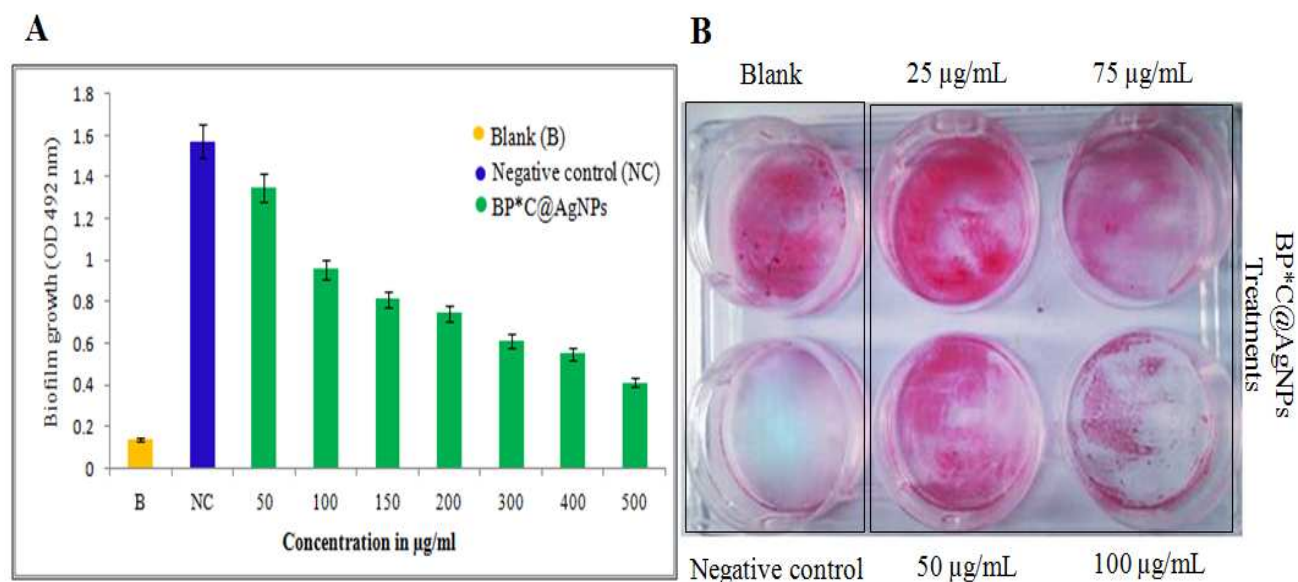 A
Biofilm growth (OD 492 nm)
1.8
1.6
1.4
1.2
1
0.8
0.6
0.4
0.2
0
Blank (B)
Negative control (NC)
BP*C@AgNPs
B NC 50 100 150 200 300 400 500
Concentration in µg/ml
B
Blank 25 µg/mL 75 µg/mL
BP*C@AgNPs
Treatments
Negative control 50 µg/mL 100 µg/mL